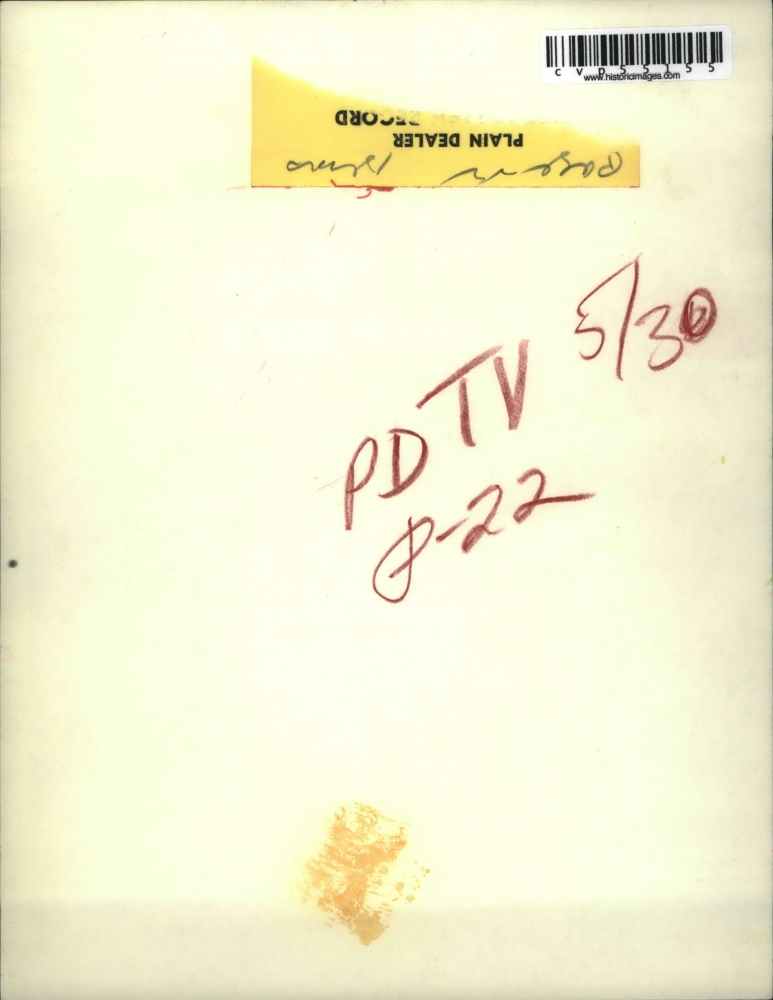 cvp55155
www.historicimages.com
PLAIN DEALER
RECORD
5/30
PD TV
8-22